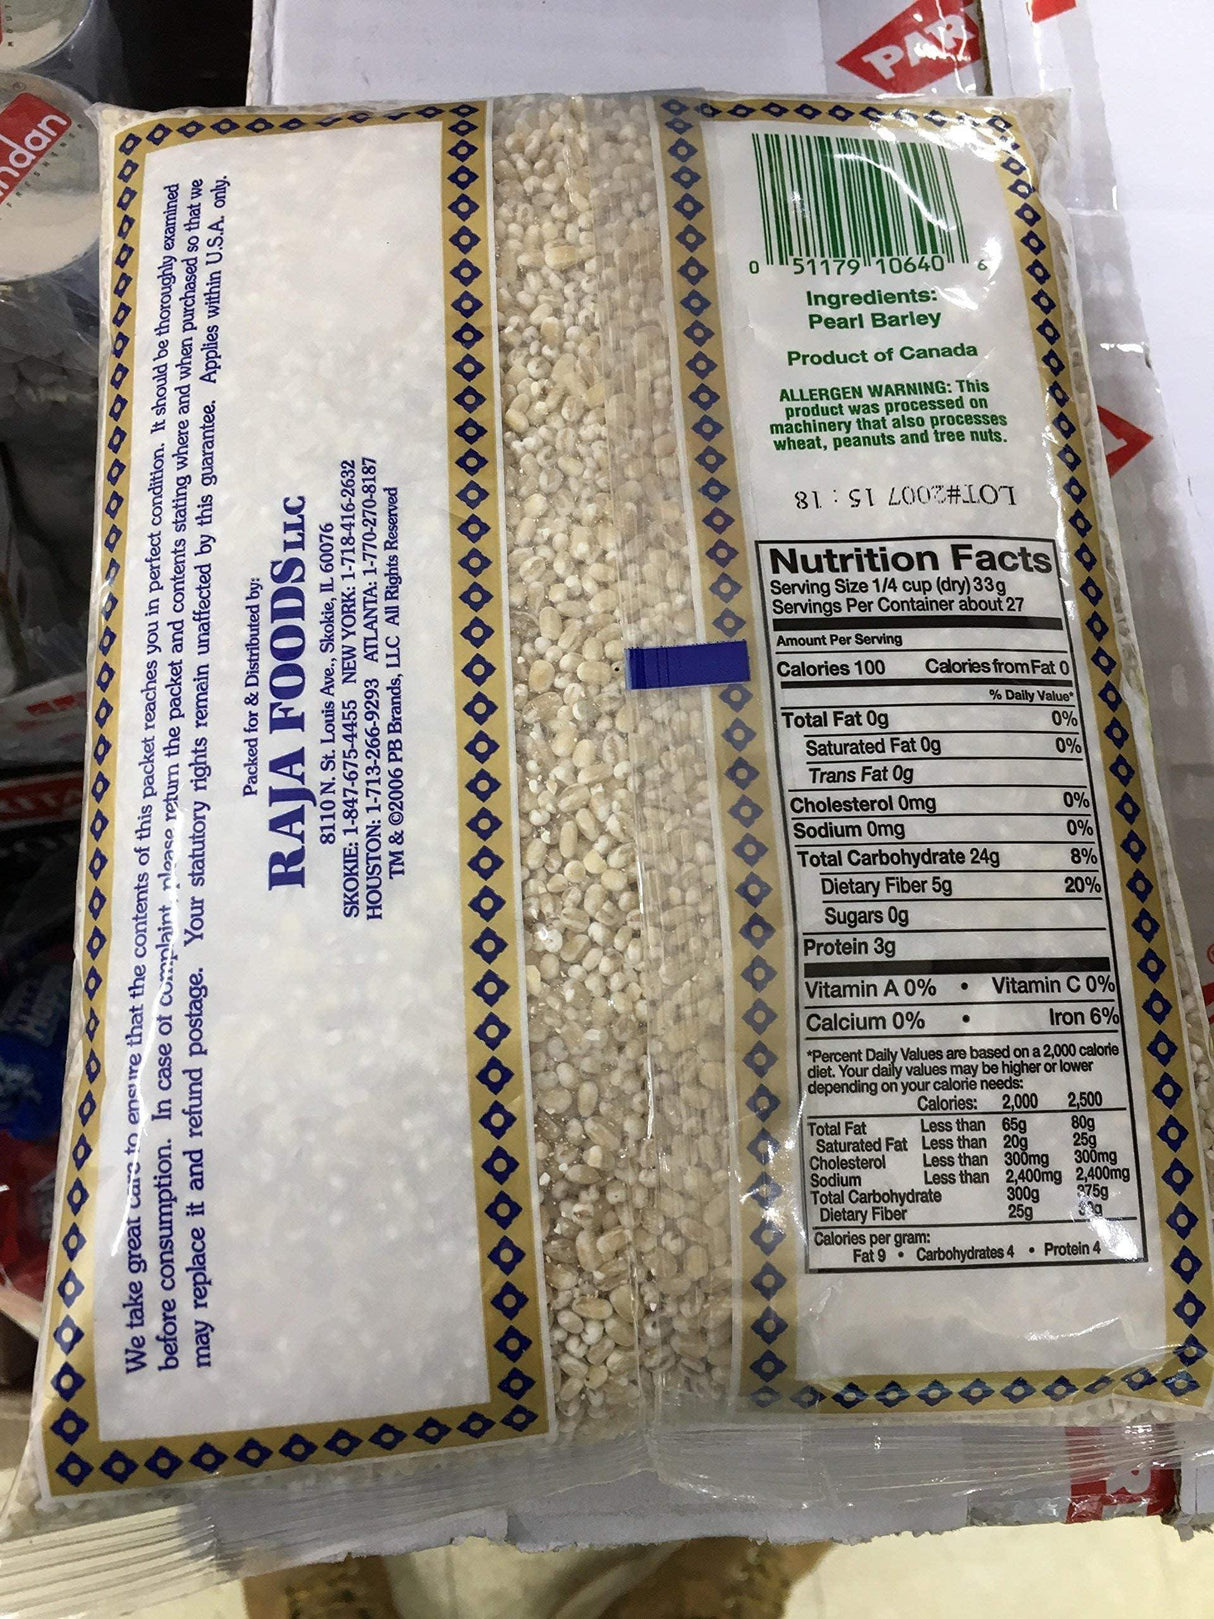 We take great care to ensure that the contents of this packet reaches you in perfect condition. It should be thoroughly examined
before consumption. In case of complaint, please return the packet and contents stating where and when purchased so that we
may replace it and refund postage. Your statutory rights remain unaffected by this guarantee. Applies within U.S.A. only.
Packed for & Distributed by:
RAJA FOODS LLC
8110 N. St. Louis Ave., Skokie, IL 60076
SKOKIE: 1-847-675-4455 NEW YORK: 1-718-416-2632
HOUSTON: 1-713-266-9293 ATLANTA: 1-770-270-8187
TM & ©2006 PB Brands, LLC All Rights Reserved
0 51179 10640 6
Ingredients:
Pearl Barley
Product of Canada
ALLERGEN WARNING: This
product was processed on
machinery that also processes
wheat, peanuts and tree nuts.
LOT#2007 15 : 18
Nutrition Facts
Serving Size 1/4 cup (dry) 33g
Servings Per Container about 27
Amount Per Serving
Calories 100 Calories from Fat 0
% Daily Value*
Total Fat 0g 0%
Saturated Fat 0g 0%
Trans Fat 0g
Cholesterol 0mg 0%
Sodium 0mg 0%
Total Carbohydrate 24g 8%
Dietary Fiber 5g 20%
Sugars 0g
Protein 3g
Vitamin A 0% • Vitamin C 0%
Calcium 0% • Iron 6%
*Percent Daily Values are based on a 2,000 calorie
diet. Your daily values may be higher or lower
depending on your calorie needs:
Calories: 2,000 2,500
Total Fat Less than 65g 80g
Saturated Fat Less than 20g 25g
Cholesterol Less than 300mg 300mg
Sodium Less than 2,400mg 2,400mg
Total Carbohydrate 300g 375g
Dietary Fiber 25g
Calories per gram:
Fat 9 • Carbohydrates 4 • Protein 4
PAR
ndan